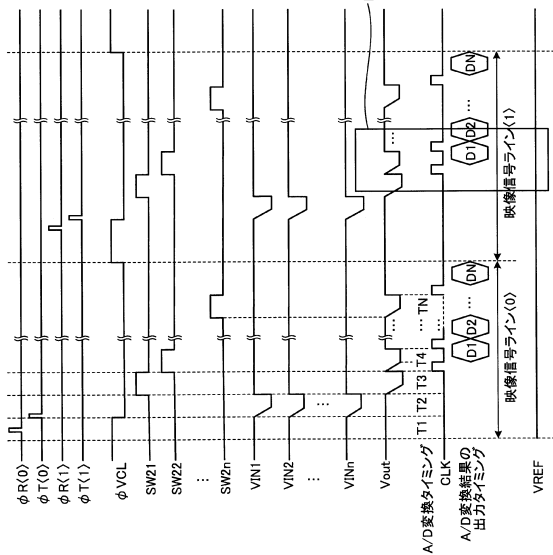 φR⟨0⟩
φT⟨0⟩
φR⟨1⟩
φT⟨1⟩
φVCL
SW21
SW22
⋮
SW2n
VIN1
VIN2
⋮
VINn
Vout
T1 T2 T3 T4 … TN
A/D変換タイミング
CLK
D1 D2 … DN D1 D2 … DN
A/D変換結果の
出力タイミング
映像信号ライン⟨0⟩ 映像信号ライン⟨1⟩
VREF